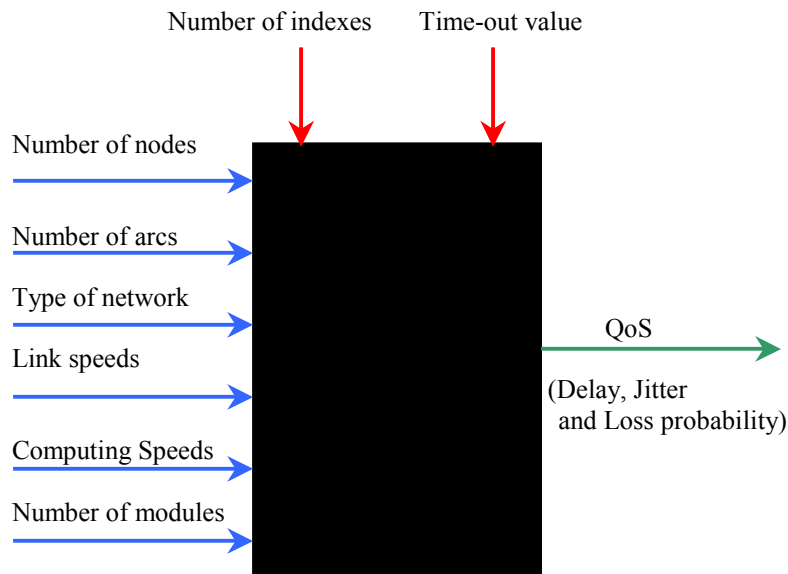 Number of indexes
Time-out value
Number of nodes
Number of arcs
Type of network
Link speeds
Computing Speeds
Number of modules
QoS
(Delay, Jitter
and Loss probability)